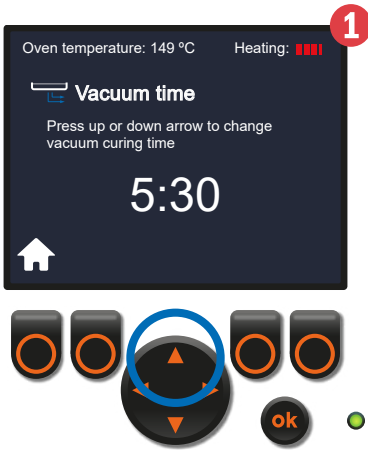 1
Oven temperature: 149 ºC Heating:
Vacuum time
Press up or down arrow to change
vacuum curing time
5:30
ok